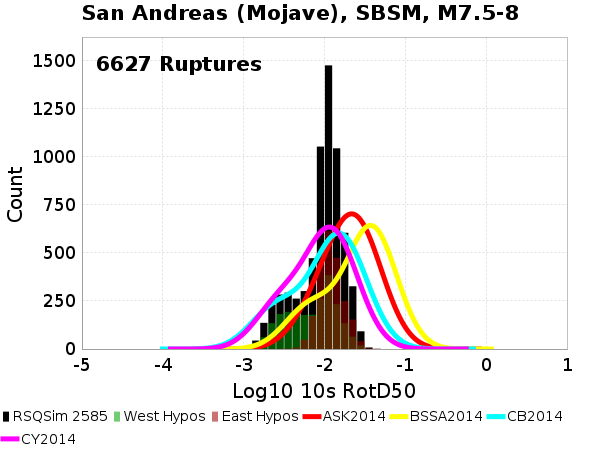 San Andreas (Mojave), SBSM, M7.5-8
6627 Ruptures
Count
1500
1250
1000
750
500
250
0
-5 -4 -3 -2 -1 0 1
Log10 10s RotD50
RSQSim 2585 West Hypos East Hypos ASK2014 BSSA2014 CB2014
CY2014